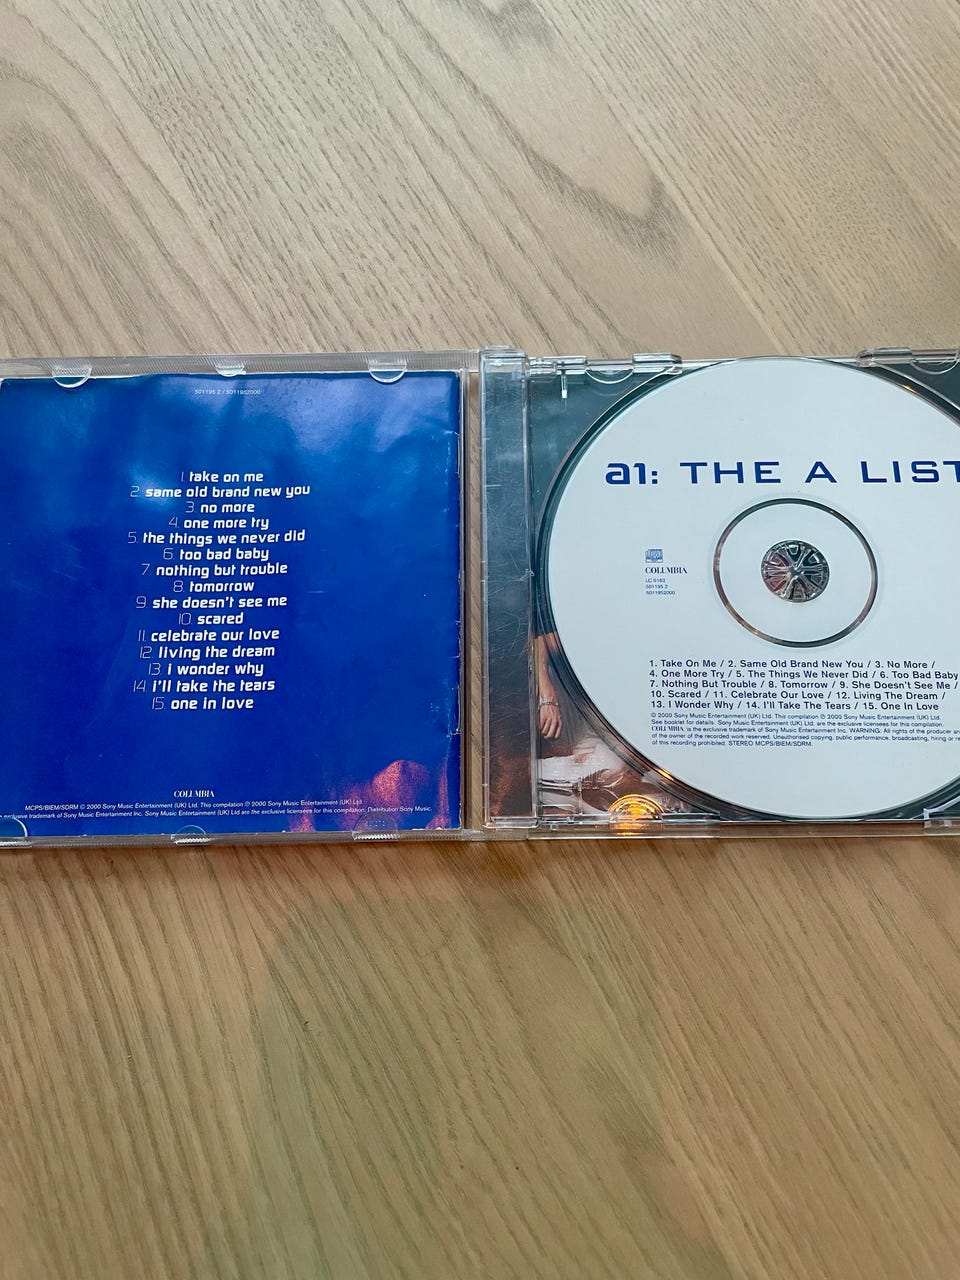 501195 2 / 5011952000
1. take on me
2. same old brand new you
3. no more
4. one more try
5. the things we never did
6. too bad baby
7. nothing but trouble
8. tomorrow
9. she doesn't see me
10. scared
11. celebrate our love
12. living the dream
13. i wonder why
14. i'll take the tears
15. one in love
COLUMBIA
MCPS/BIEM/SDRM © 2000 Sony Music Entertainment (UK) Ltd. This compilation ℗ 2000 Sony Music Entertainment (UK) Ltd.
exclusive trademark of Sony Music Entertainment Inc. Sony Music Entertainment (UK) Ltd are the exclusive licensees for this compilation. Distribution Sony Music.
a1: THE A LIST
COLUMBIA
LC 0162
501195 2
5011952000
1. Take On Me / 2. Same Old Brand New You / 3. No More /
4. One More Try / 5. The Things We Never Did / 6. Too Bad Baby
7. Nothing But Trouble / 8. Tomorrow / 9. She Doesn't See Me /
10. Scared / 11. Celebrate Our Love / 12. Living The Dream /
13. I Wonder Why / 14. I'll Take The Tears / 15. One In Love
© 2000 Sony Music Entertainment (UK) Ltd. This compilation ℗ 2000 Sony Music Entertainment (UK) Ltd.
See booklet for details. Sony Music Entertainment (UK) Ltd. are the exclusive licensees for this compilation.
COLUMBIA is the exclusive trademark of Sony Music Entertainment Inc. WARNING: All rights of the producer an
of the owner of the recorded work reserved. Unauthorised copying, public performance, broadcasting, hiring or re
of this recording prohibited. STEREO MCPS/BIEM/SDRM.